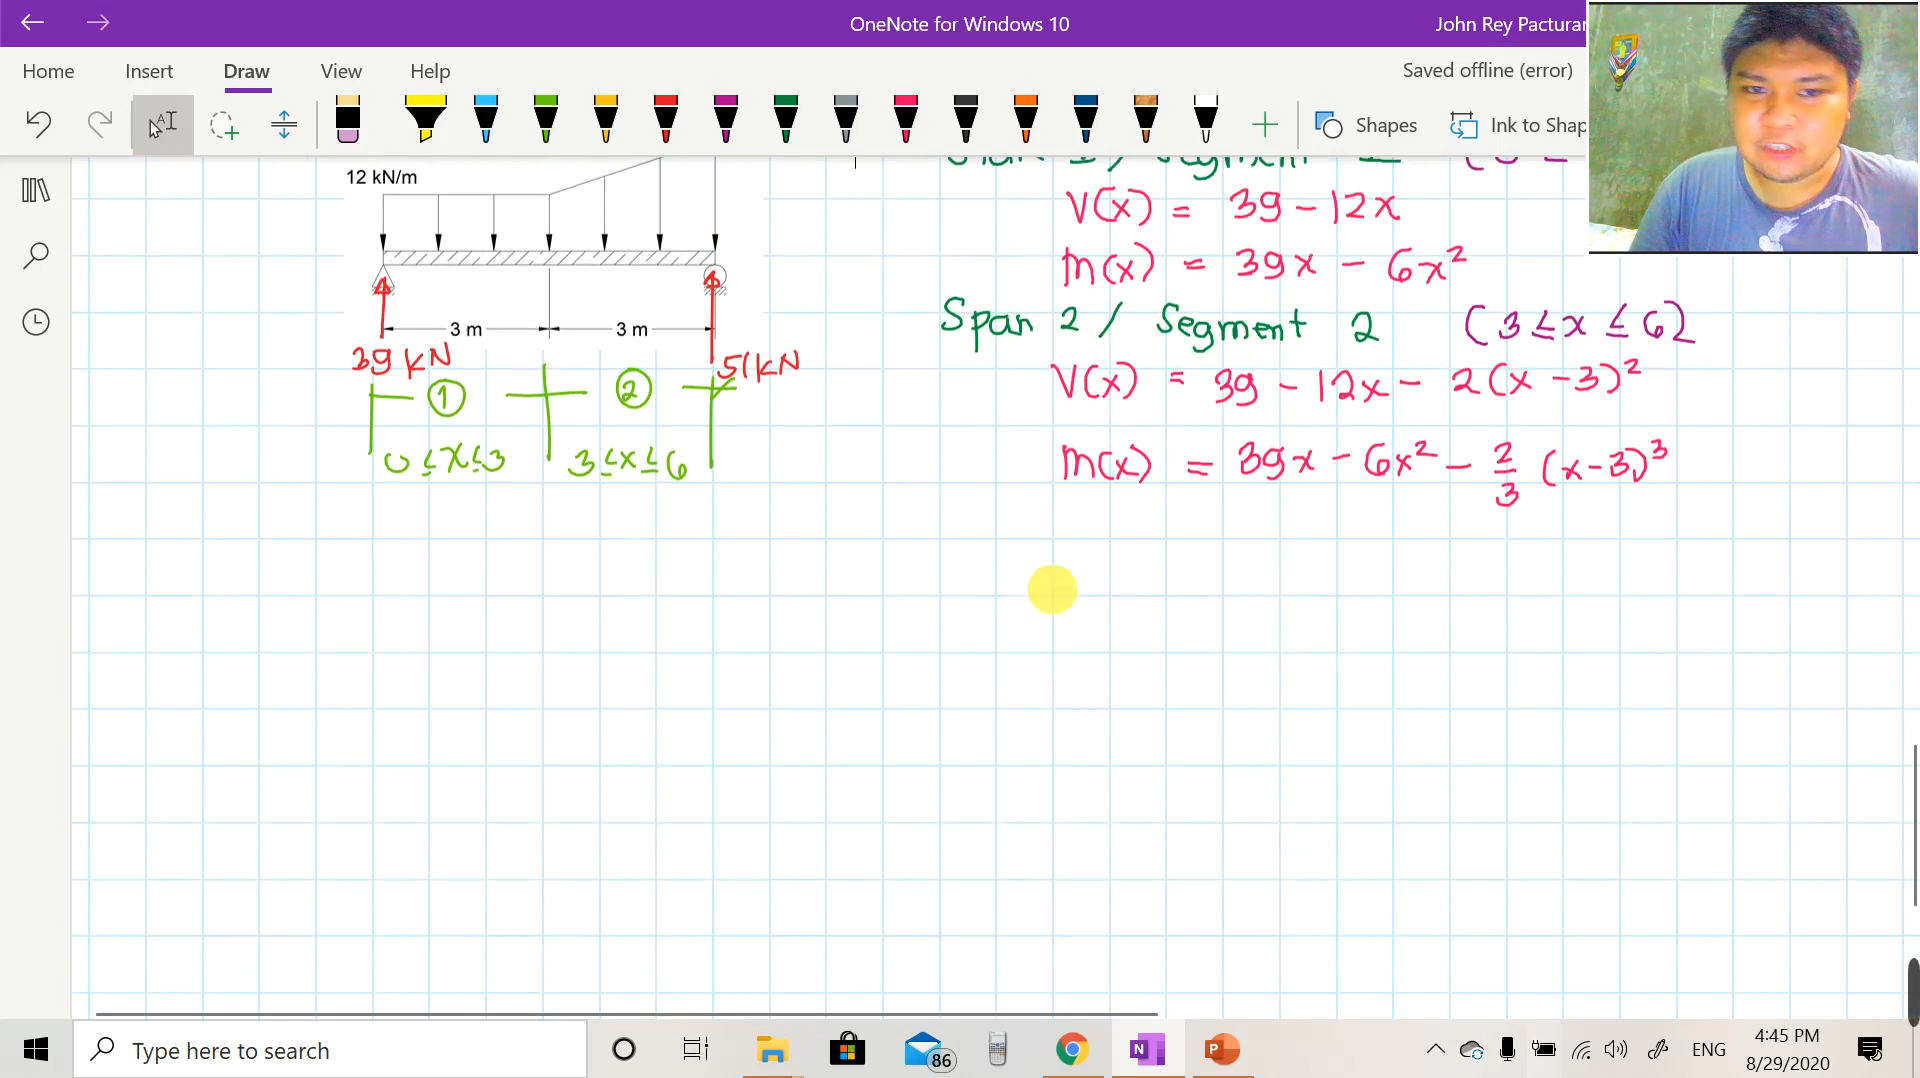 OneNote for Windows 10
John Rey Pactura
Home
Insert
Draw
View
Help
Saved offline (error)
Shapes
Ink to Shap
12 kN/m
3 m
3 m
39 KN
51KN
1
2
0 ≤ x ≤ 3
3 ≤ x ≤ 6
V(x) = 39 - 12x
m(x) = 39x - 6x²
Span 2 / Segment 2 (3 ≤ x ≤ 6)
V(x) = 39 - 12x - 2(x - 3)²
m(x) = 39x - 6x² - 2/3 (x-3)³
Type here to search
86
ENG
4:45 PM
8/29/2020